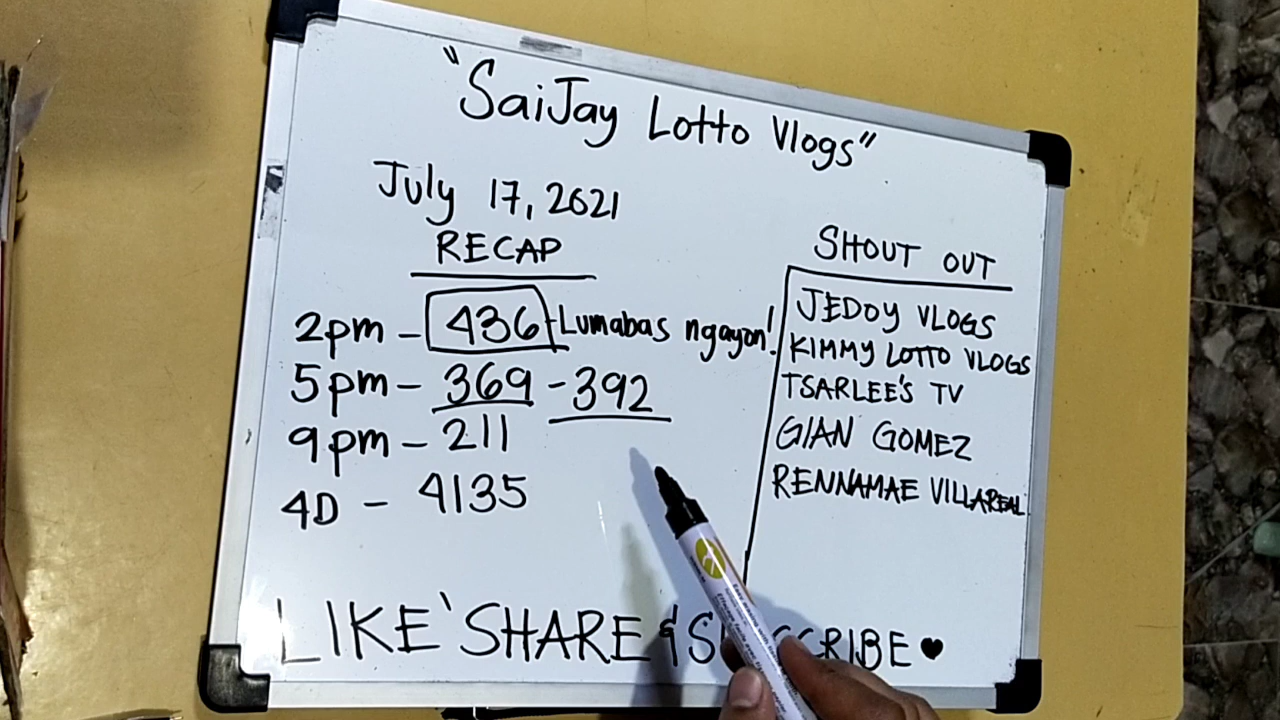 "SaiJay Lotto Vlogs"
July 17, 2021
RECAP
2pm - 436 - Lumabas ngayon!
5pm - 369 - 392
9pm - 211
4D - 4135
SHOUT OUT
JEDOY VLOGS
KIMMY LOTTO VLOGS
TSARLEE'S TV
GIAN GOMEZ
RENNAMAE VILLAREAL
LIKE'SHARE &